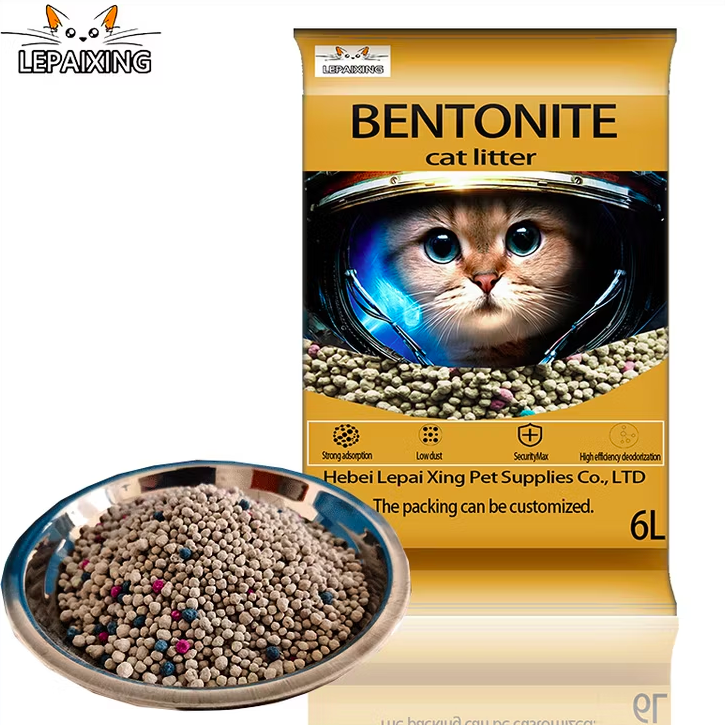 LEPAIXING
LEPAIXING
BENTONITE
cat litter
Strong adsorption
Low dust
SecurityMax
High efficiency deodorization
Hebei Lepai Xing Pet Supplies Co., LTD
The packing can be customized.
6L